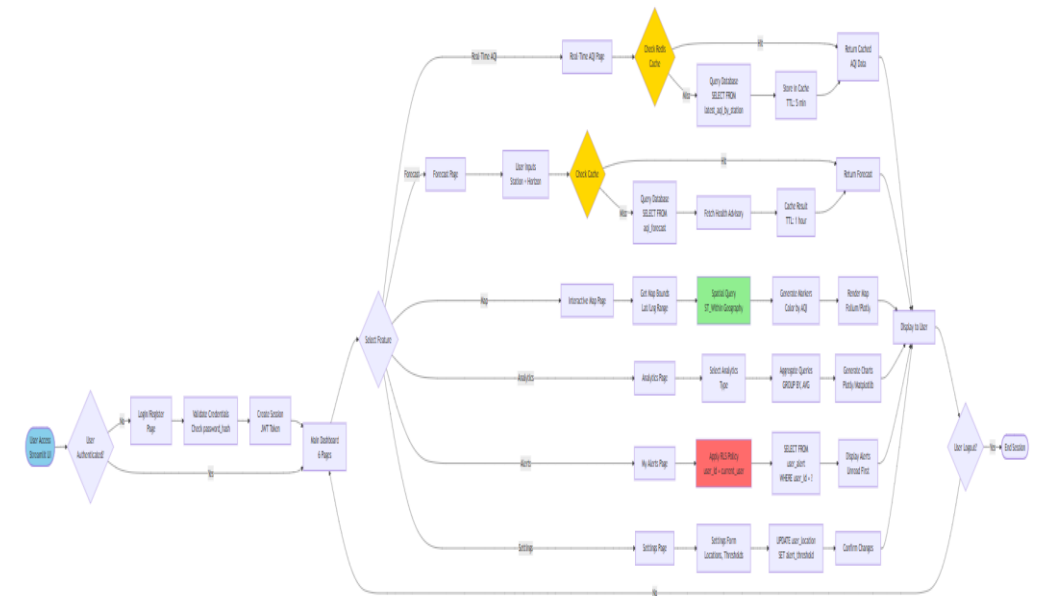 Real-Time AQI
Real-Time AQI Page
Check Redis
Cache
Hit
Miss
Query Database
SELECT FROM
latest_aqi_by_station
Store in Cache
TTL: 5 min
Return Cached
AQI Data
Forecast
Forecast Page
User Inputs
Station + Horizon
Check Cache
Hit
Miss
Query Database
SELECT FROM
aqi_forecast
Fetch Health Advisory
Cache Result
TTL: 1 hour
Return Forecast
Map
Interactive Map Page
Get Map Bounds
Lat/Lng Range
Spatial Query
ST_Within Geography
Generate Markers
Color by AQI
Render Map
Folium/Plotly
Display to User
Select Feature
Analytics
Analytics Page
Select Analytics
Type
Aggregate Queries
GROUP BY, AVG
Generate Charts
Plotly/Matplotlib
User Access
Streamlit UI
User
Authenticated?
No
Login/Register
Page
Validate Credentials
Check password_hash
Create Session
JWT Token
Yes
Main Dashboard
6 Pages
Alerts
My Alerts Page
Apply RLS Policy
user_id = current_user
SELECT FROM
user_alert
WHERE user_id = ?
Display Alerts
Unread First
User Logout?
Yes
End Session
Settings
Settings Page
Settings Form
Locations, Thresholds
UPDATE user_location
SET alert_threshold
Confirm Changes
No